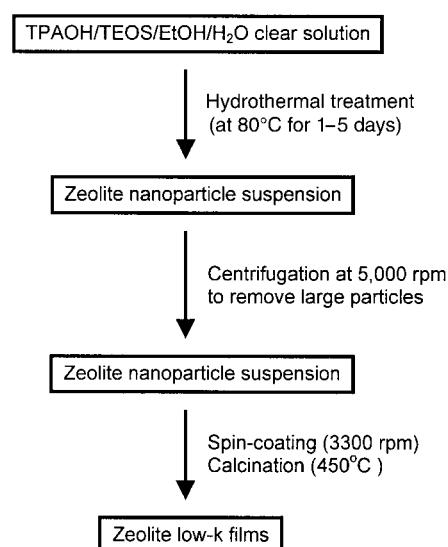 TPAOH/TEOS/EtOH/H₂O clear solution
Hydrothermal treatment
(at 80°C for 1–5 days)
Zeolite nanoparticle suspension
Centrifugation at 5,000 rpm
to remove large particles
Zeolite nanoparticle suspension
Spin-coating (3300 rpm)
Calcination (450°C )
Zeolite low-k films